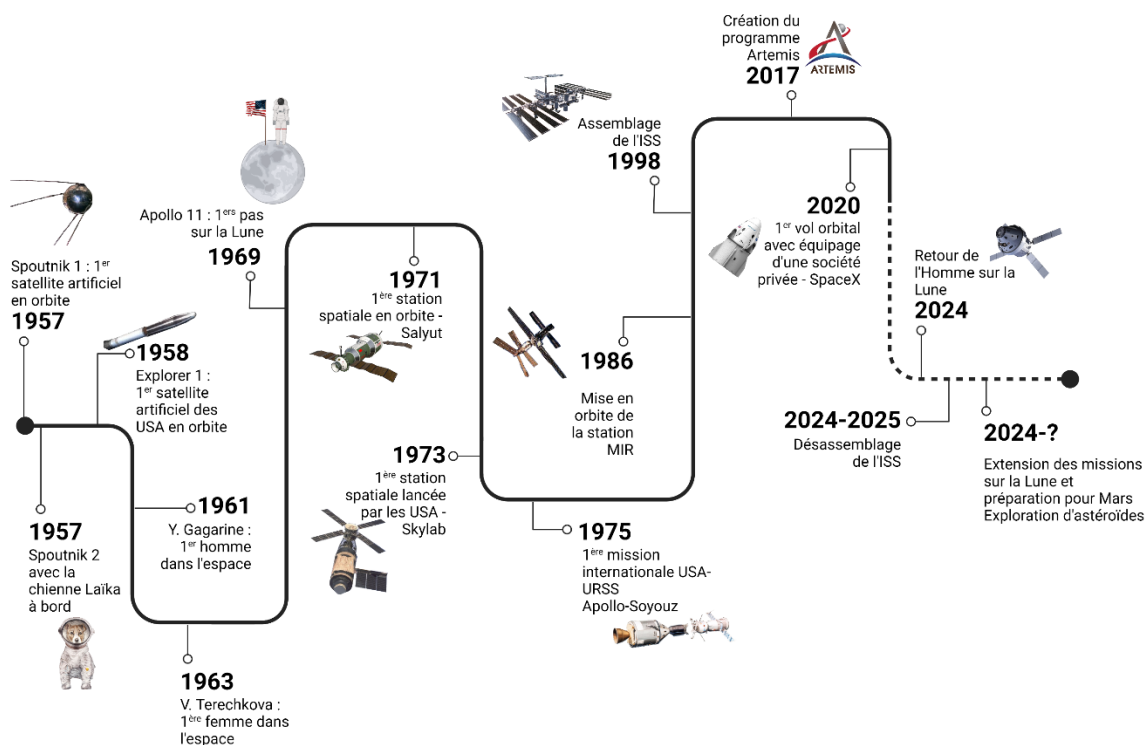 Spoutnik 1 : 1er
satellite artificiel
en orbite
1957
1957
Spoutnik 2
avec la
chienne Laïka
à bord
1958
Explorer 1 :
1er satellite
artificiel des
USA en orbite
1961
Y. Gagarine :
1er homme
dans l'espace
1963
V. Terechkova :
1ère femme dans
l'espace
Apollo 11 : 1ers pas
sur la Lune
1969
1971
1ère station
spatiale en orbite -
Salyut
1973
1ère station
spatiale lancée
par les USA -
Skylab
1975
1ère mission
internationale USA-
URSS
Apollo-Soyouz
1986
Mise en
orbite de
la station
MIR
Assemblage
de l'ISS
1998
Création du
programme
Artemis
2017
ARTEMIS
2020
1er vol orbital
avec équipage
d'une société
privée - SpaceX
Retour de
l'Homme sur la
Lune
2024
2024-2025
Désassemblage
de l'ISS
2024-?
Extension des missions
sur la Lune et
préparation pour Mars
Exploration d'astéroïdes